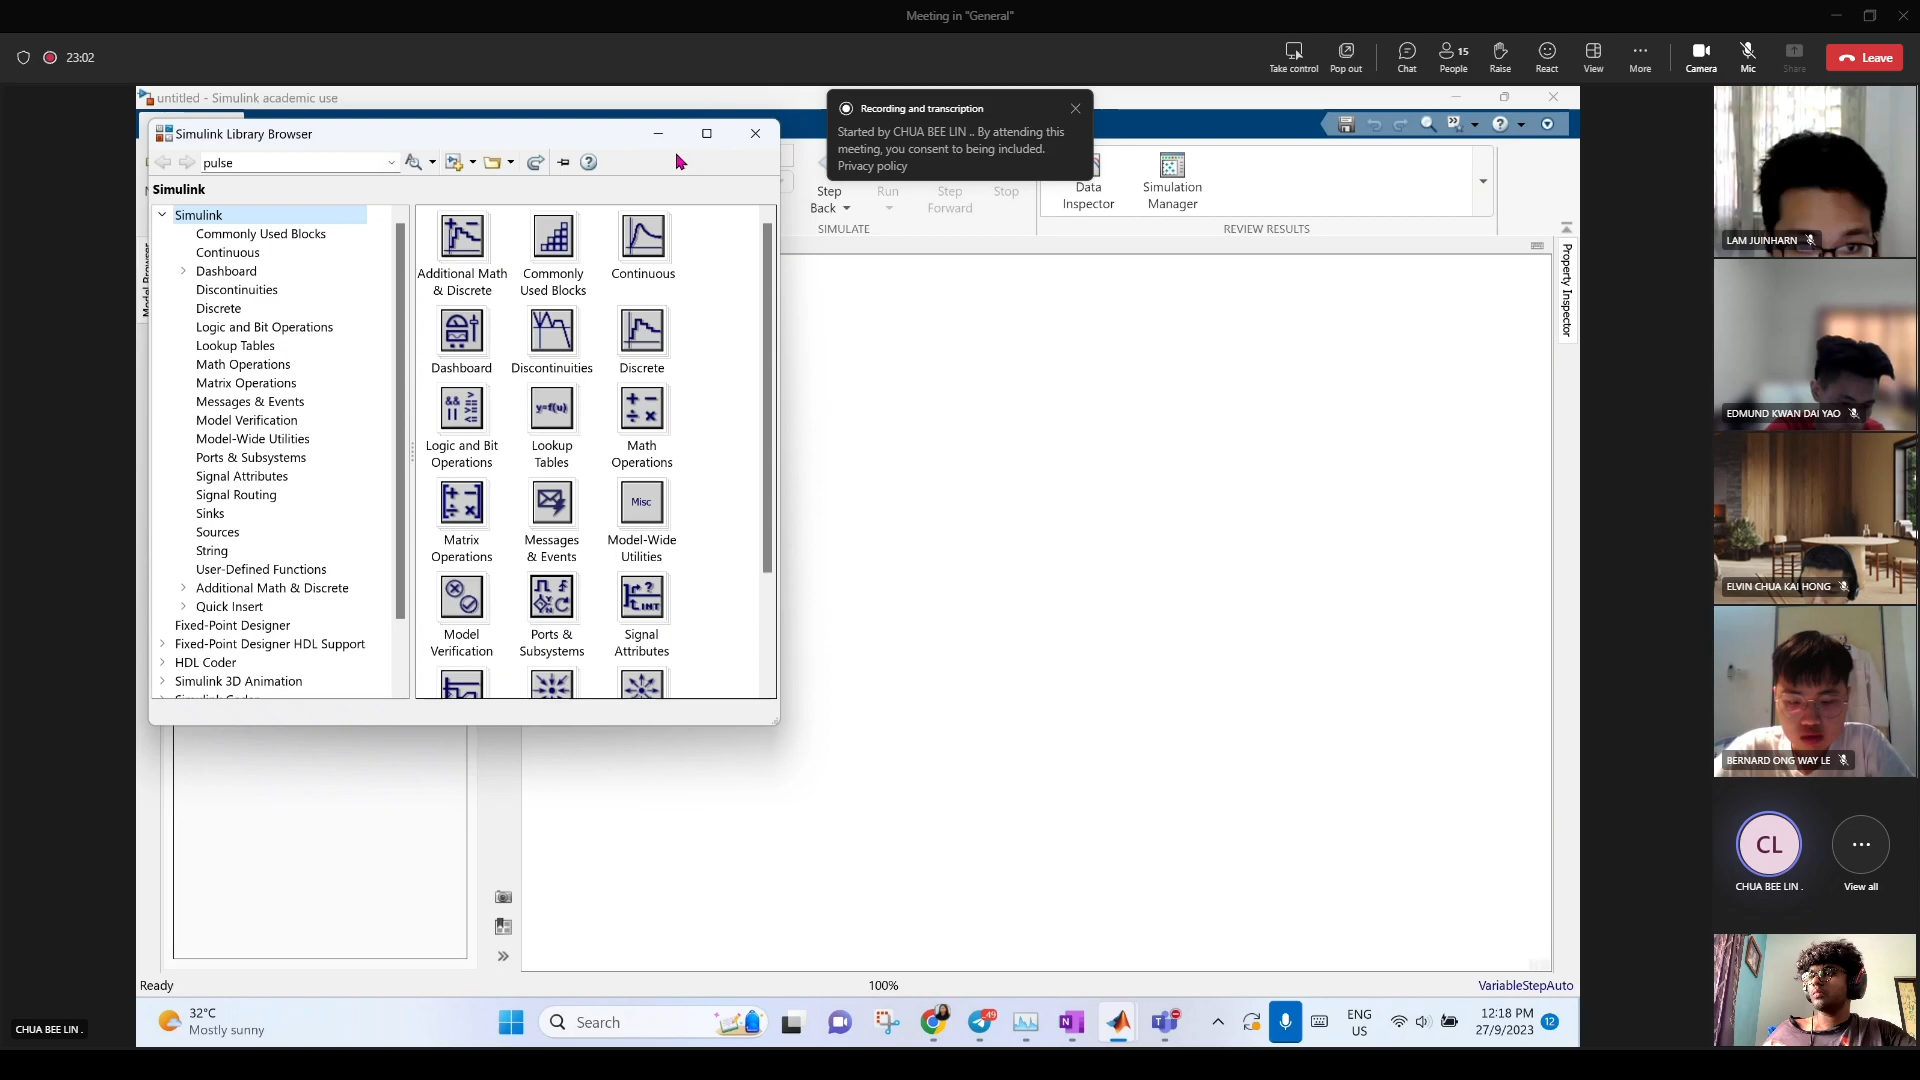 Meeting in "General"
23:02
Take control
Pop out
Chat
15
People
Raise
React
View
More
Camera
Mic
Share
Leave
untitled - Simulink academic use
Recording and transcription
Started by CHUA BEE LIN .. By attending this
meeting, you consent to being included.
Privacy policy
Simulink Library Browser
pulse
Simulink
Simulink
Commonly Used Blocks
Continuous
Dashboard
Discontinuities
Discrete
Logic and Bit Operations
Lookup Tables
Math Operations
Matrix Operations
Messages & Events
Model Verification
Model-Wide Utilities
Ports & Subsystems
Signal Attributes
Signal Routing
Sinks
Sources
String
User-Defined Functions
Additional Math & Discrete
Quick Insert
Fixed-Point Designer
Fixed-Point Designer HDL Support
HDL Coder
Simulink 3D Animation
Additional Math
& Discrete
Commonly
Used Blocks
Continuous
Dashboard
Discontinuities
Discrete
y=f(u)
Logic and Bit
Operations
Lookup
Tables
Math
Operations
Misc
Matrix
Operations
Messages
& Events
Model-Wide
Utilities
INT
Model
Verification
Ports &
Subsystems
Signal
Attributes
Step
Back
Run
Step
Forward
Stop
SIMULATE
Data
Inspector
Simulation
Manager
REVIEW RESULTS
Property Inspector
Ready
100%
VariableStepAuto
32°C
Mostly sunny
Search
49
ENG
US
12:18 PM
27/9/2023
12
CHUA BEE LIN .
LAM JUINHARN
EDMUND KWAN DAI YAO
ELVIN CHUA KAI HONG
BERNARD ONG WAY LE
CL
CHUA BEE LIN .
View all